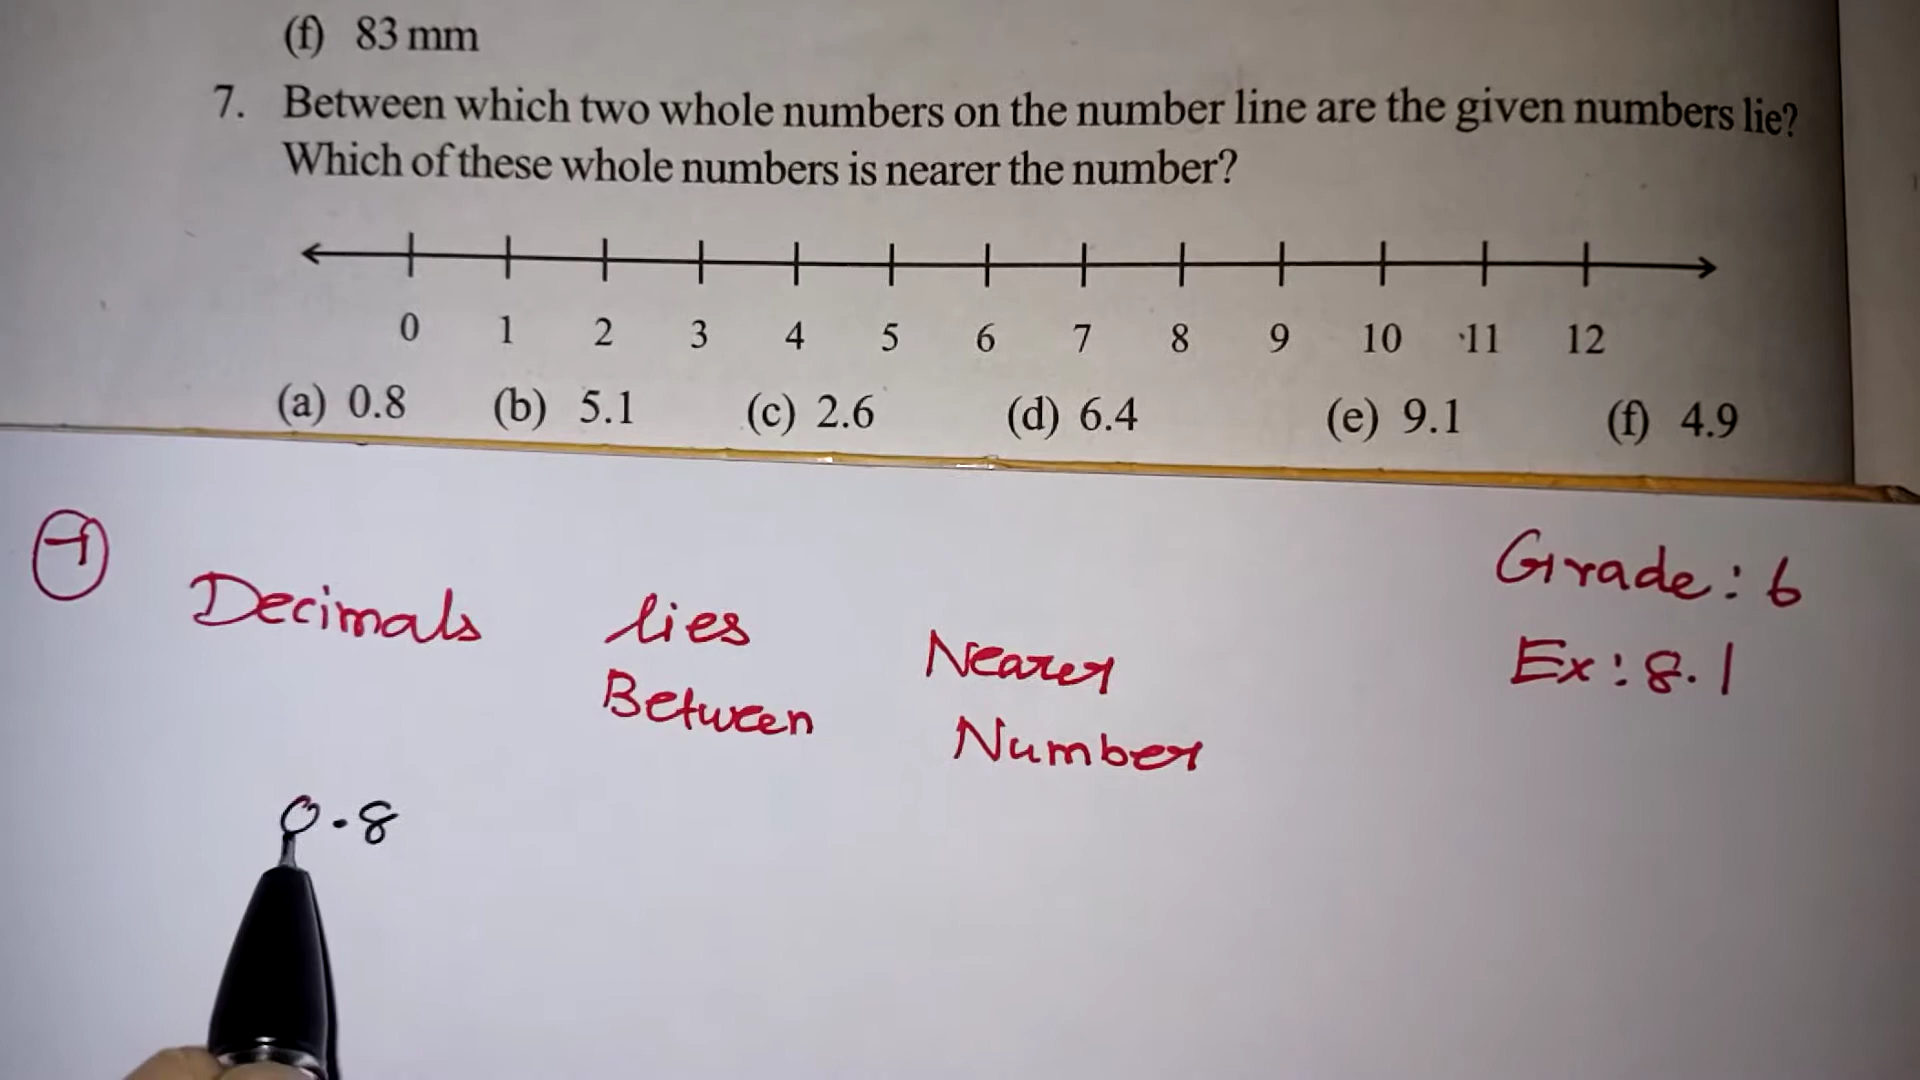 (f) 83 mm
7. Between which two whole numbers on the number line are the given numbers lie?
Which of these whole numbers is nearer the number?
0 1 2 3 4 5 6 7 8 9 10 11 12
(a) 0.8 (b) 5.1 (c) 2.6 (d) 6.4 (e) 9.1 (f) 4.9
7
Grade: 6
Ex: 8.1
Decimals lies Between Nearer Number
0.8